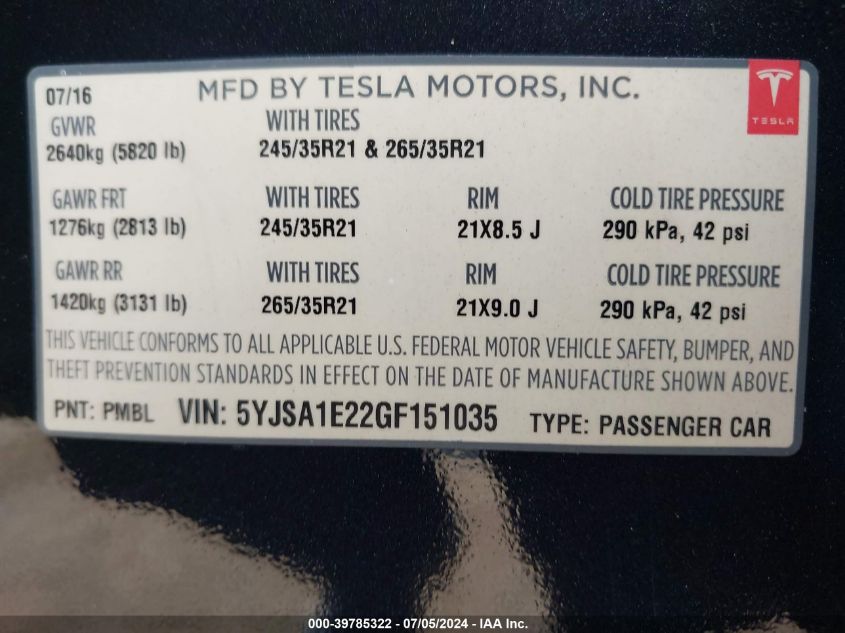 07/16 MFD BY TESLA MOTORS, INC.
TESLA
GVWR WITH TIRES
2640kg (5820 lb) 245/35R21 & 265/35R21
GAWR FRT WITH TIRES RIM COLD TIRE PRESSURE
1276kg (2813 lb) 245/35R21 21X8.5 J 290 kPa, 42 psi
GAWR RR WITH TIRES RIM COLD TIRE PRESSURE
1420kg (3131 lb) 265/35R21 21X9.0 J 290 kPa, 42 psi
THIS VEHICLE CONFORMS TO ALL APPLICABLE U.S. FEDERAL MOTOR VEHICLE SAFETY, BUMPER, AND
THEFT PREVENTION STANDARDS IN EFFECT ON THE DATE OF MANUFACTURE SHOWN ABOVE.
PNT: PMBL VIN: 5YJSA1E22GF151035 TYPE: PASSENGER CAR
000-39785322 - 07/05/2024 - IAA Inc.